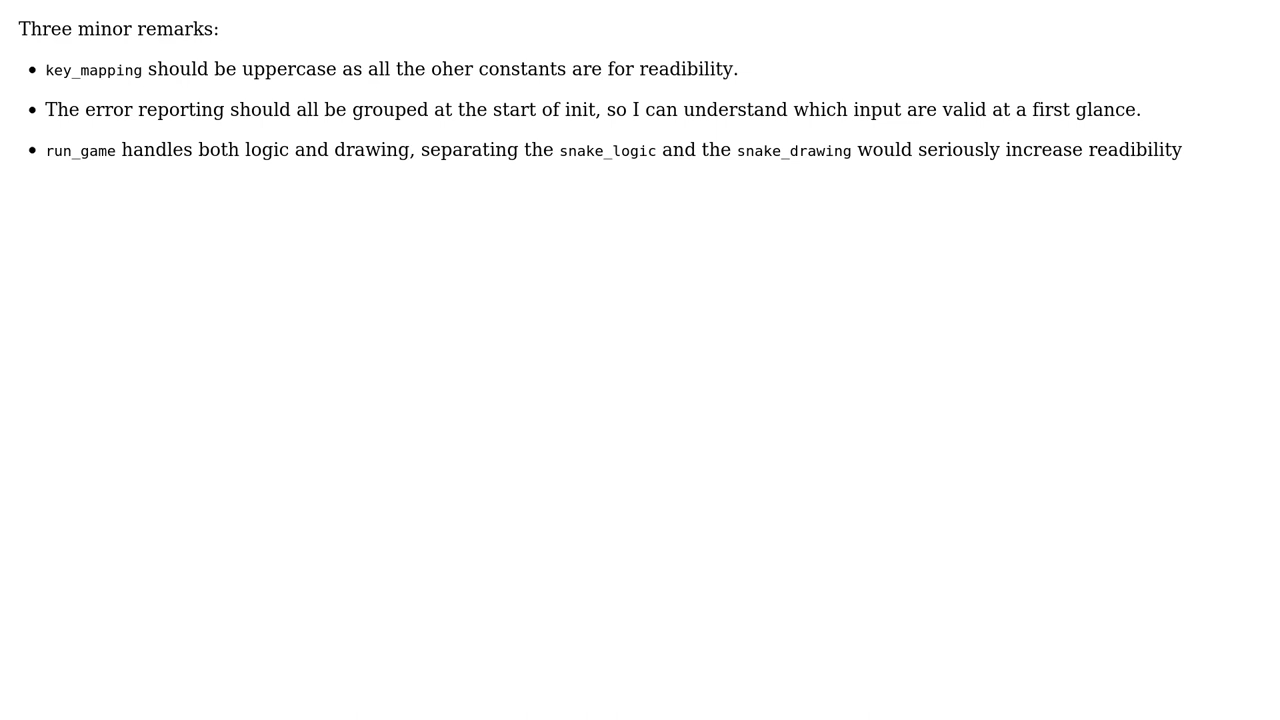 Three minor remarks:
• key_mapping should be uppercase as all the oher constants are for readibility.
• The error reporting should all be grouped at the start of init, so I can understand which input are valid at a first glance.
• run_game handles both logic and drawing, separating the snake_logic and the snake_drawing would seriously increase readibility